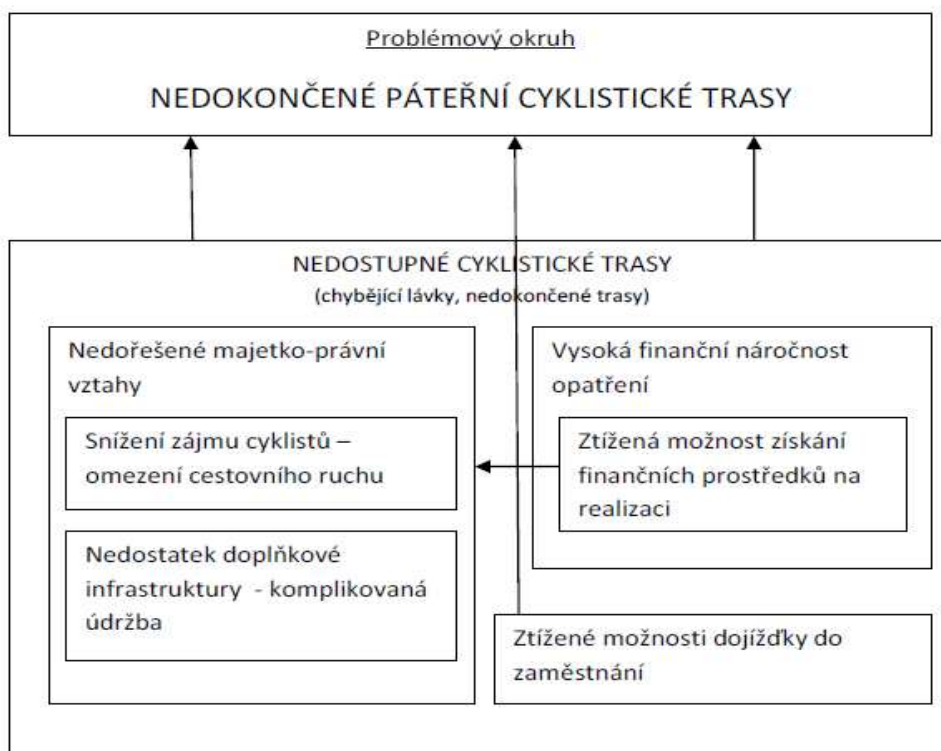 Problémový okruh
NEDOKONČENÉ PÁTEŘNÍ CYKLISTICKÉ TRASY
NEDOSTUPNÉ CYKLISTICKÉ TRASY
(chybějící lávky, nedokončené trasy)
Nedořešené majetko-právní
vztahy
Snížení zájmu cyklistů –
omezení cestovního ruchu
Nedostatek doplňkové
infrastruktury - komplikovaná
údržba
Vysoká finanční náročnost
opatření
Ztížená možnost získání
finančních prostředků na
realizaci
Ztížené možnosti dojížďky do
zaměstnání